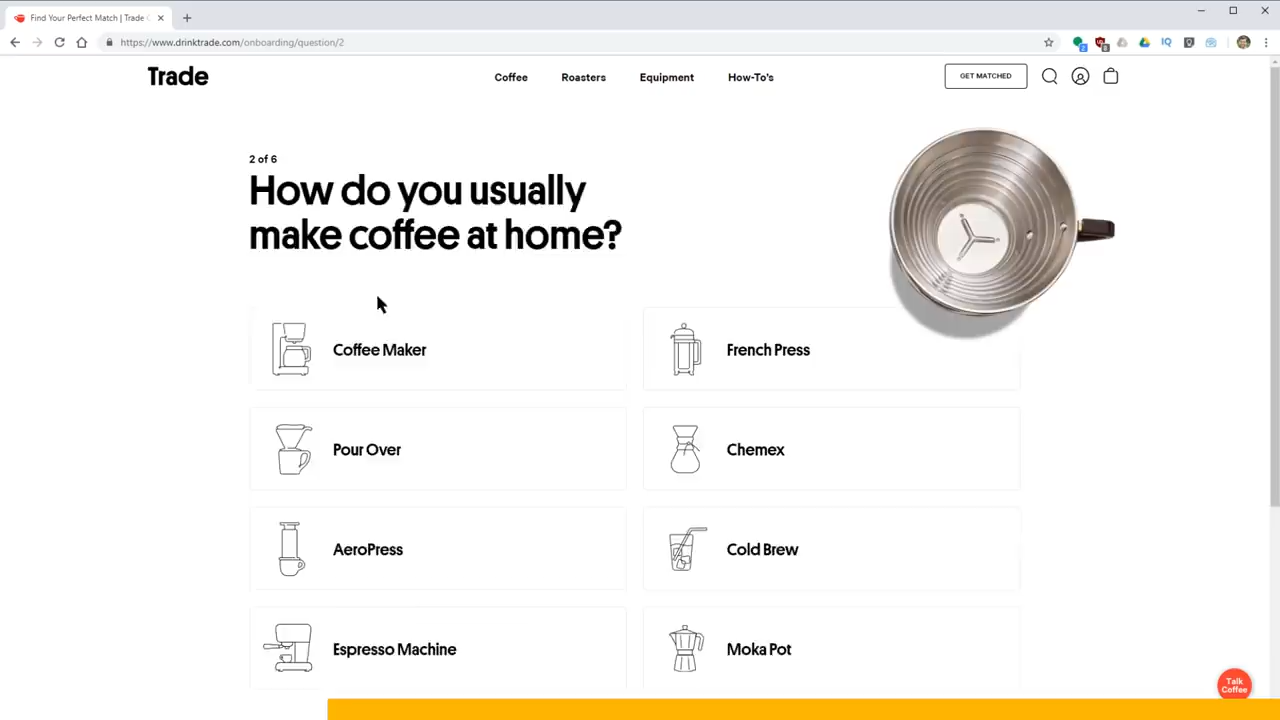 Find Your Perfect Match | Trade C
https://www.drinktrade.com/onboarding/question/2
Trade
Coffee
Roasters
Equipment
How-To's
GET MATCHED
2 of 6
How do you usually
make coffee at home?
Coffee Maker
French Press
Pour Over
Chemex
AeroPress
Cold Brew
Espresso Machine
Moka Pot
Talk
Coffee